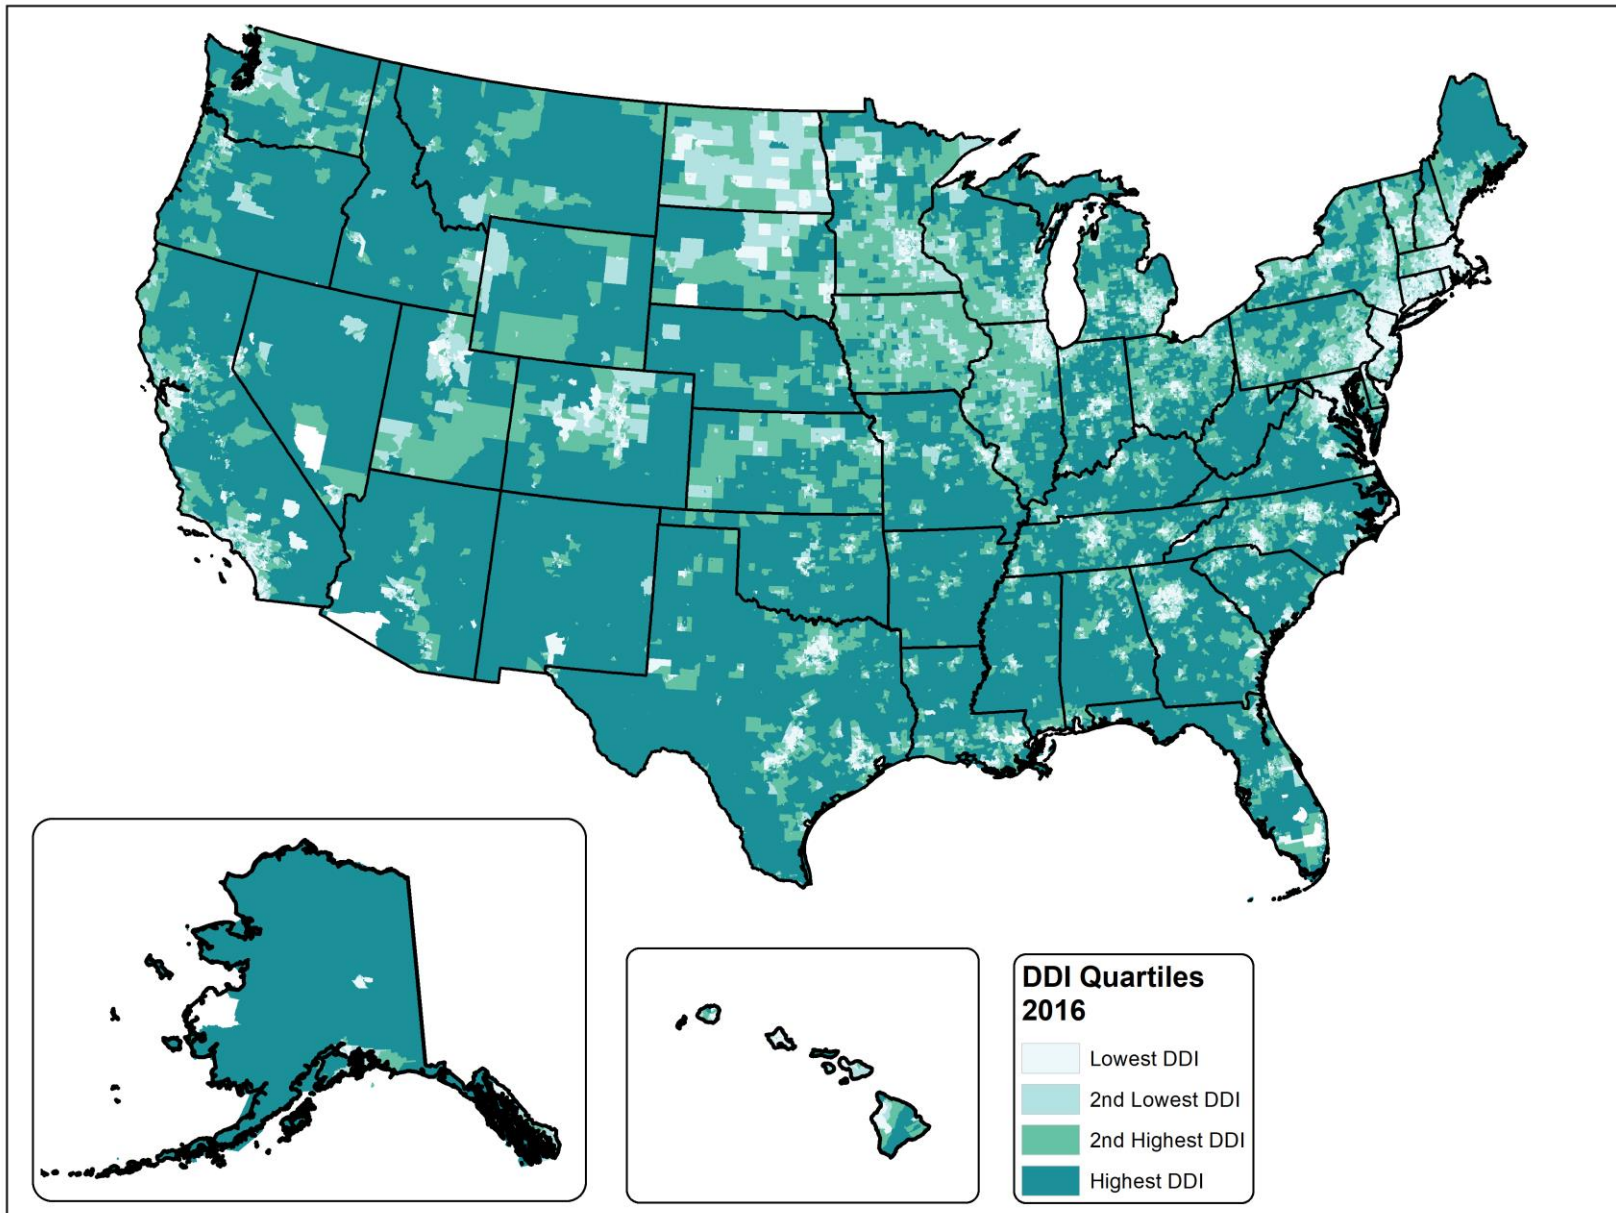 DDI Quartiles
2016
Lowest DDI
2nd Lowest DDI
2nd Highest DDI
Highest DDI